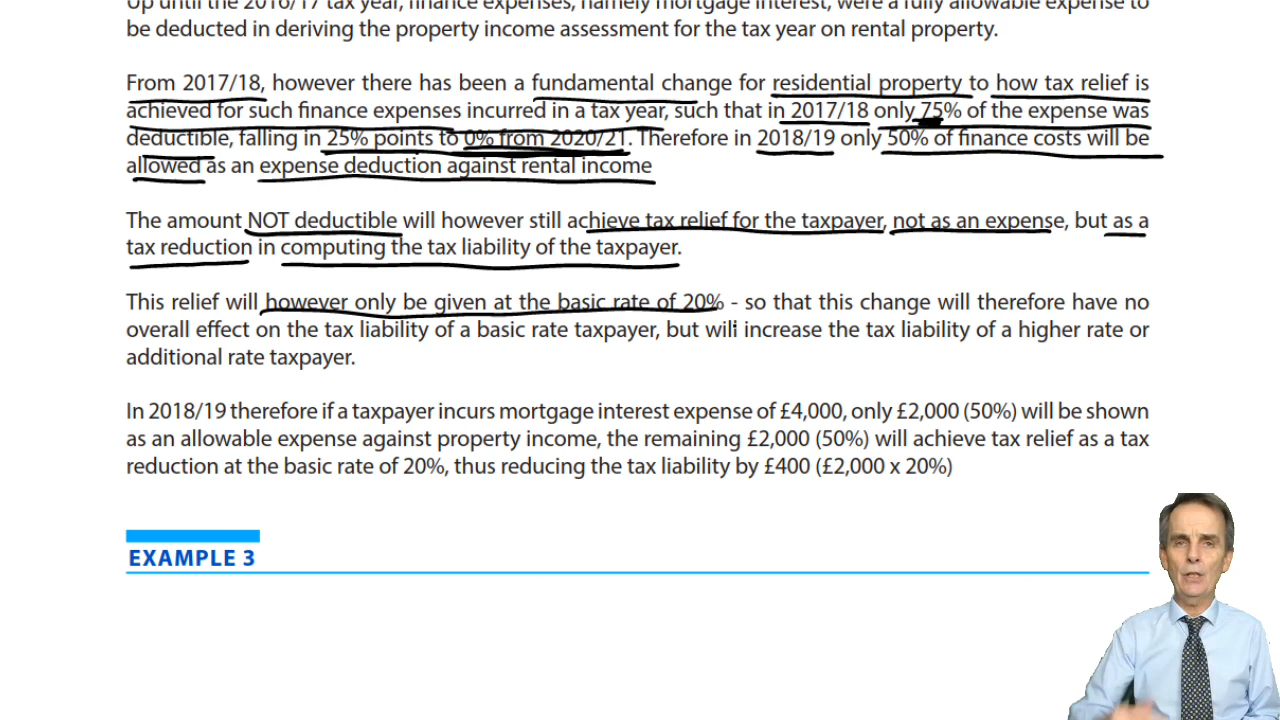 Up until the 2016/17 tax year, finance expenses, namely mortgage interest, were a fully allowable expense to
be deducted in deriving the property income assessment for the tax year on rental property.
From 2017/18, however there has been a fundamental change for residential property to how tax relief is
achieved for such finance expenses incurred in a tax year, such that in 2017/18 only 75% of the expense was
deductible, falling in 25% points to 0% from 2020/21. Therefore in 2018/19 only 50% of finance costs will be
allowed as an expense deduction against rental income
The amount NOT deductible will however still achieve tax relief for the taxpayer, not as an expense, but as a
tax reduction in computing the tax liability of the taxpayer.
This relief will however only be given at the basic rate of 20% - so that this change will therefore have no
overall effect on the tax liability of a basic rate taxpayer, but will increase the tax liability of a higher rate or
additional rate taxpayer.
In 2018/19 therefore if a taxpayer incurs mortgage interest expense of £4,000, only £2,000 (50%) will be shown
as an allowable expense against property income, the remaining £2,000 (50%) will achieve tax relief as a tax
reduction at the basic rate of 20%, thus reducing the tax liability by £400 (£2,000 x 20%)
EXAMPLE 3